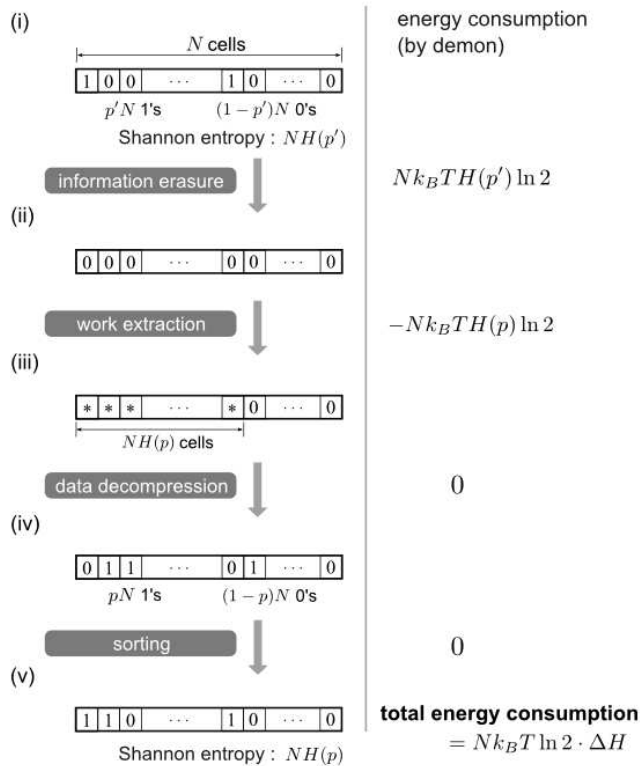 (i)
energy consumption
(by demon)
N cells
1 0 0 ··· 1 0 ··· 0
p′N 1's (1 − p′)N 0's
Shannon entropy : NH(p′)
information erasure
Nk_BTH(p′) ln 2
(ii)
0 0 0 ··· 0 0 ··· 0
work extraction
−Nk_BTH(p) ln 2
(iii)
* * * ··· * 0 ··· 0
NH(p) cells
data decompression
0
(iv)
0 1 1 ··· 0 1 ··· 0
pN 1's (1 − p)N 0's
sorting
0
(v)
1 1 0 ··· 1 0 ··· 0
Shannon entropy : NH(p)
total energy consumption
= Nk_BT ln 2 · ΔH